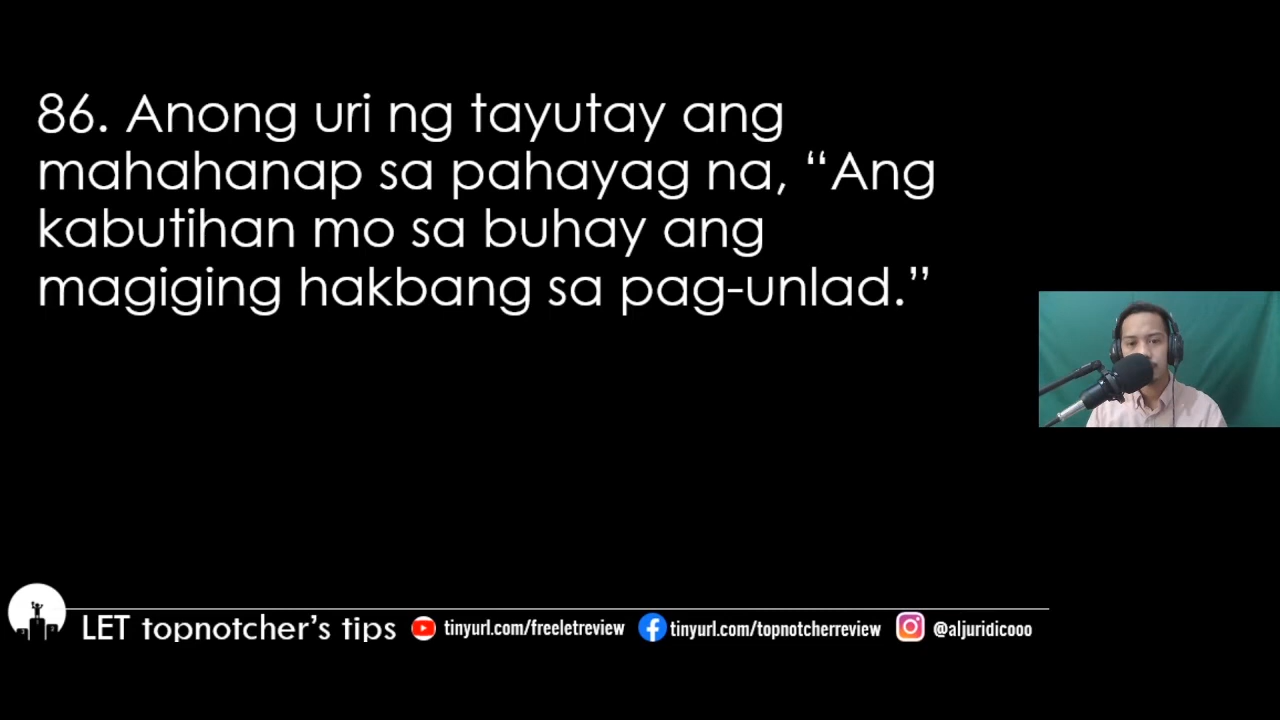 86. Anong uri ng tayutay ang
mahahanap sa pahayag na, “Ang
kabutihan mo sa buhay ang
magiging hakbang sa pag-unlad.”
LET topnotcher’s tips tinyurl.com/freeletreview tinyurl.com/topnotcherreview @aljuridicooo